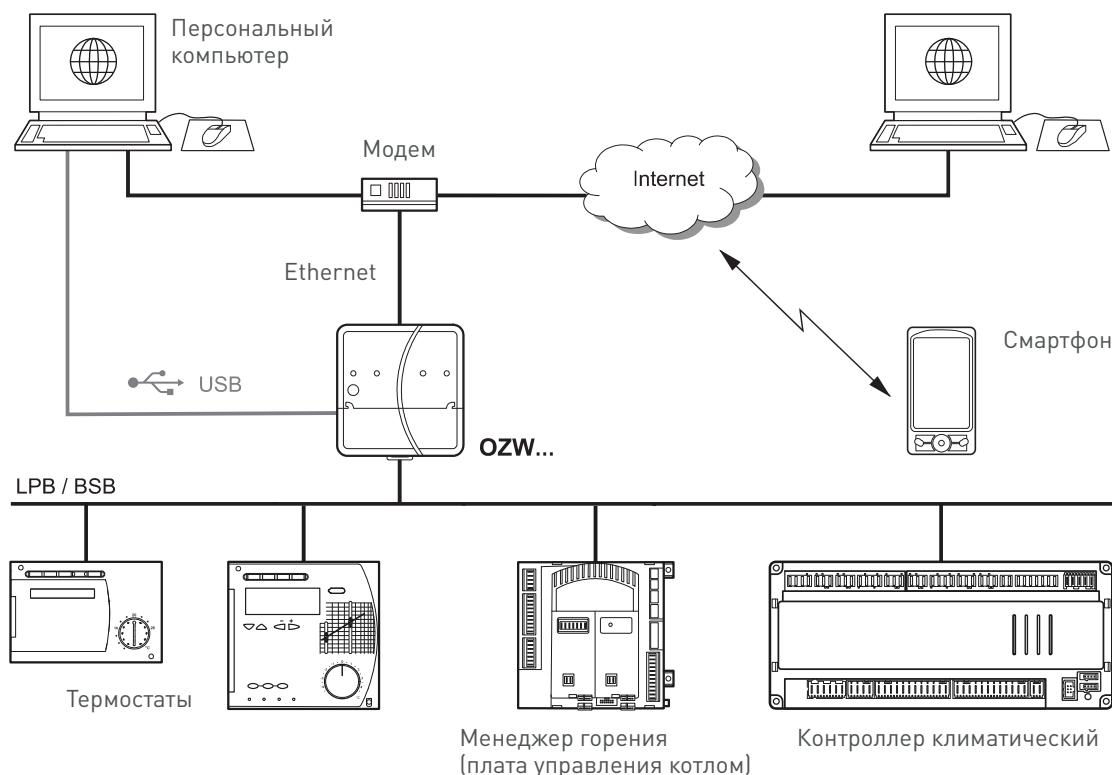 Персональный
компьютер
Модем
Internet
Ethernet
Смартфон
USB
OZW...
LPB / BSB
Термостаты
Менеджер горения
(плата управления котлом)
Контроллер климатический